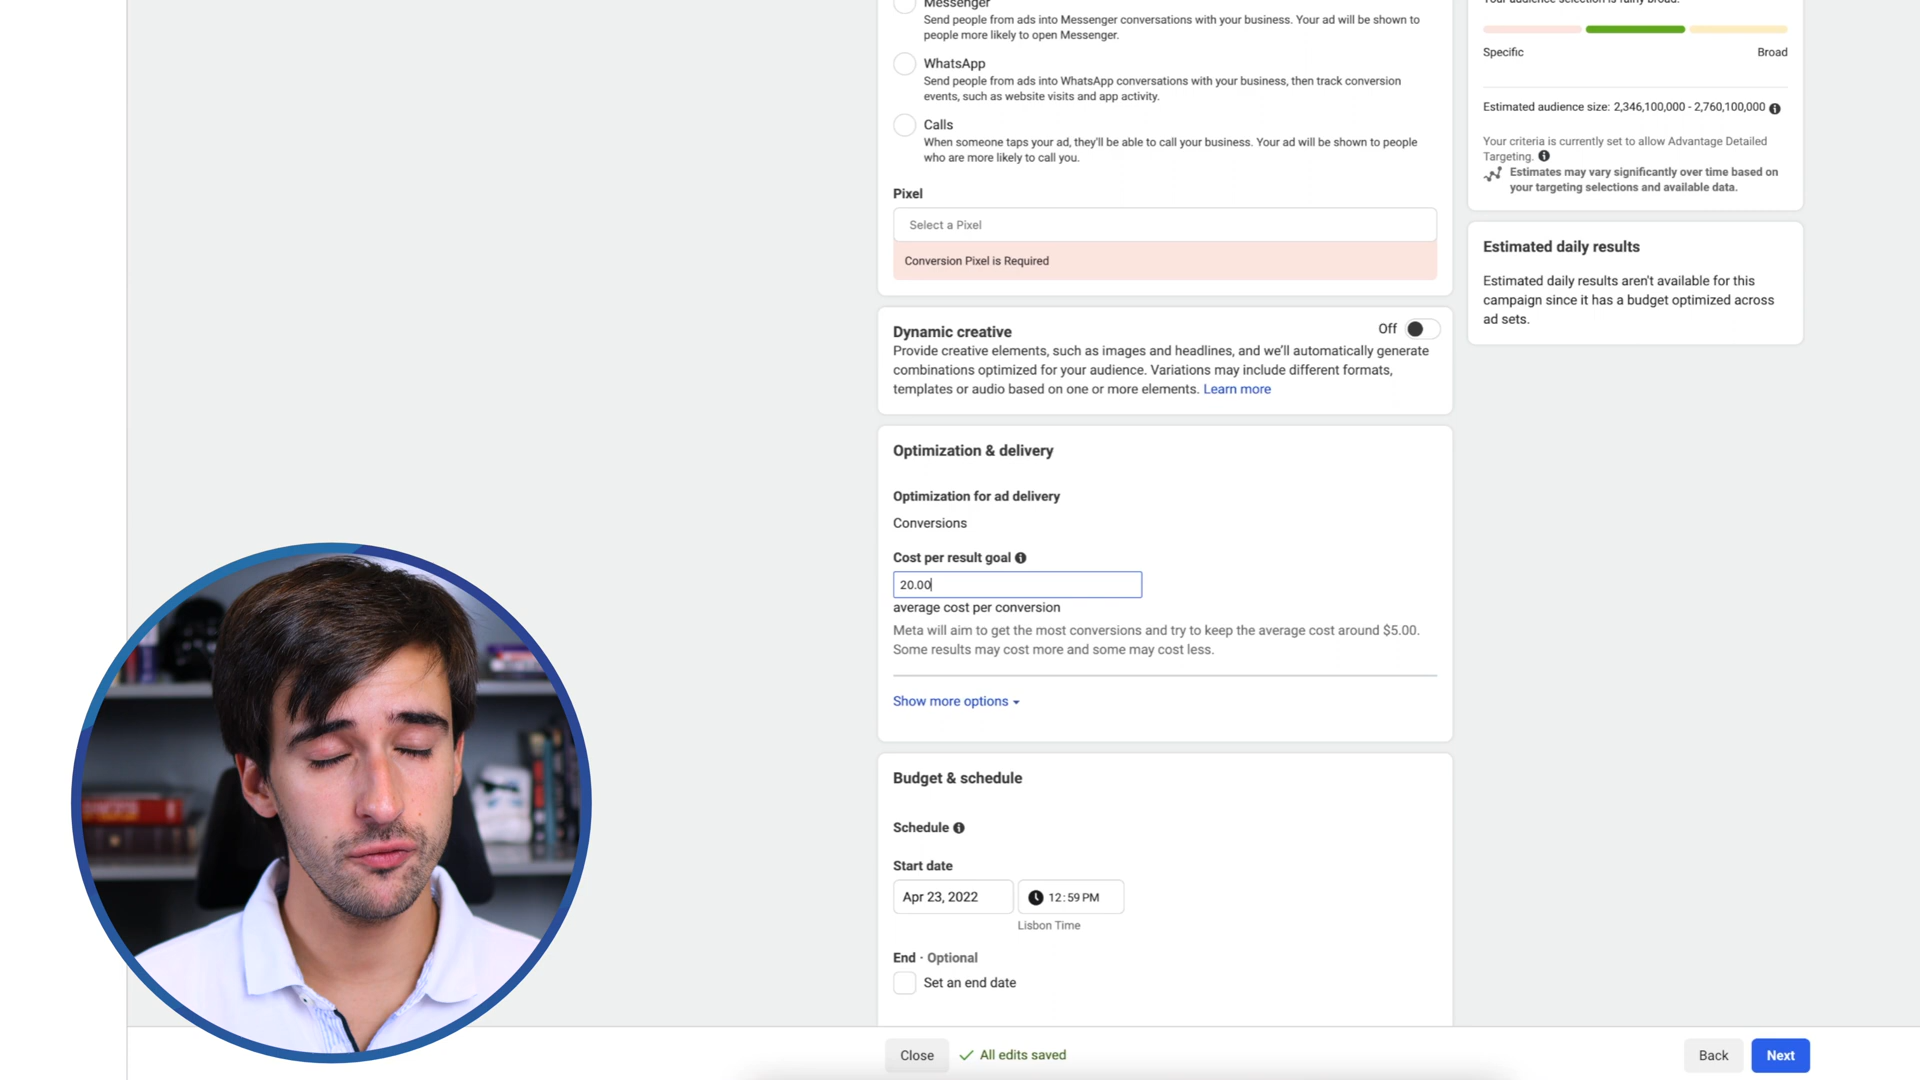 Messenger
Send people from ads into Messenger conversations with your business. Your ad will be shown to
people more likely to open Messenger.
WhatsApp
Send people from ads into WhatsApp conversations with your business, then track conversion
events, such as website visits and app activity.
Calls
When someone taps your ad, they'll be able to call your business. Your ad will be shown to people
who are more likely to call you.
Pixel
Select a Pixel
Conversion Pixel is Required
Dynamic creative
Off
Provide creative elements, such as images and headlines, and we'll automatically generate
combinations optimized for your audience. Variations may include different formats,
templates or audio based on one or more elements. Learn more
Optimization & delivery
Optimization for ad delivery
Conversions
Cost per result goal
20.00
average cost per conversion
Meta will aim to get the most conversions and try to keep the average cost around $5.00.
Some results may cost more and some may cost less.
Show more options
Budget & schedule
Schedule
Start date
Apr 23, 2022
12:59 PM
Lisbon Time
End · Optional
Set an end date
Your audience selection is fairly broad.
Specific
Broad
Estimated audience size: 2,346,100,000 - 2,760,100,000
Your criteria is currently set to allow Advantage Detailed
Targeting.
Estimates may vary significantly over time based on
your targeting selections and available data.
Estimated daily results
Estimated daily results aren't available for this
campaign since it has a budget optimized across
ad sets.
Close
All edits saved
Back
Next